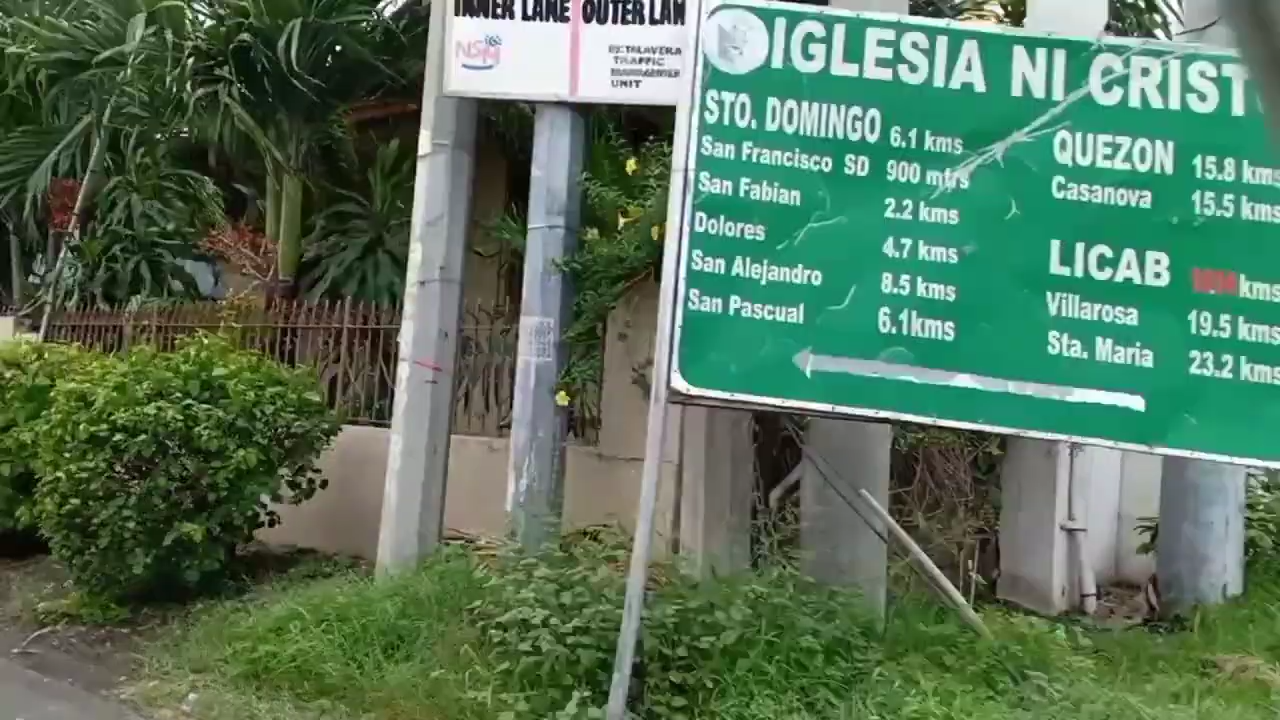 INNER LANE OUTER LAN
NSM
TRAFFIC
MANAGEMENT
UNIT
IGLESIA NI CRIST
STO. DOMINGO 6.1 kms
San Francisco SD 900 mtrs
San Fabian 2.2 kms
Dolores 4.7 kms
San Alejandro 8.5 kms
San Pascual 6.1kms
QUEZON 15.8 kms
Casanova 15.5 kms
LICAB kms
Villarosa 19.5 kms
Sta. Maria 23.2 kms